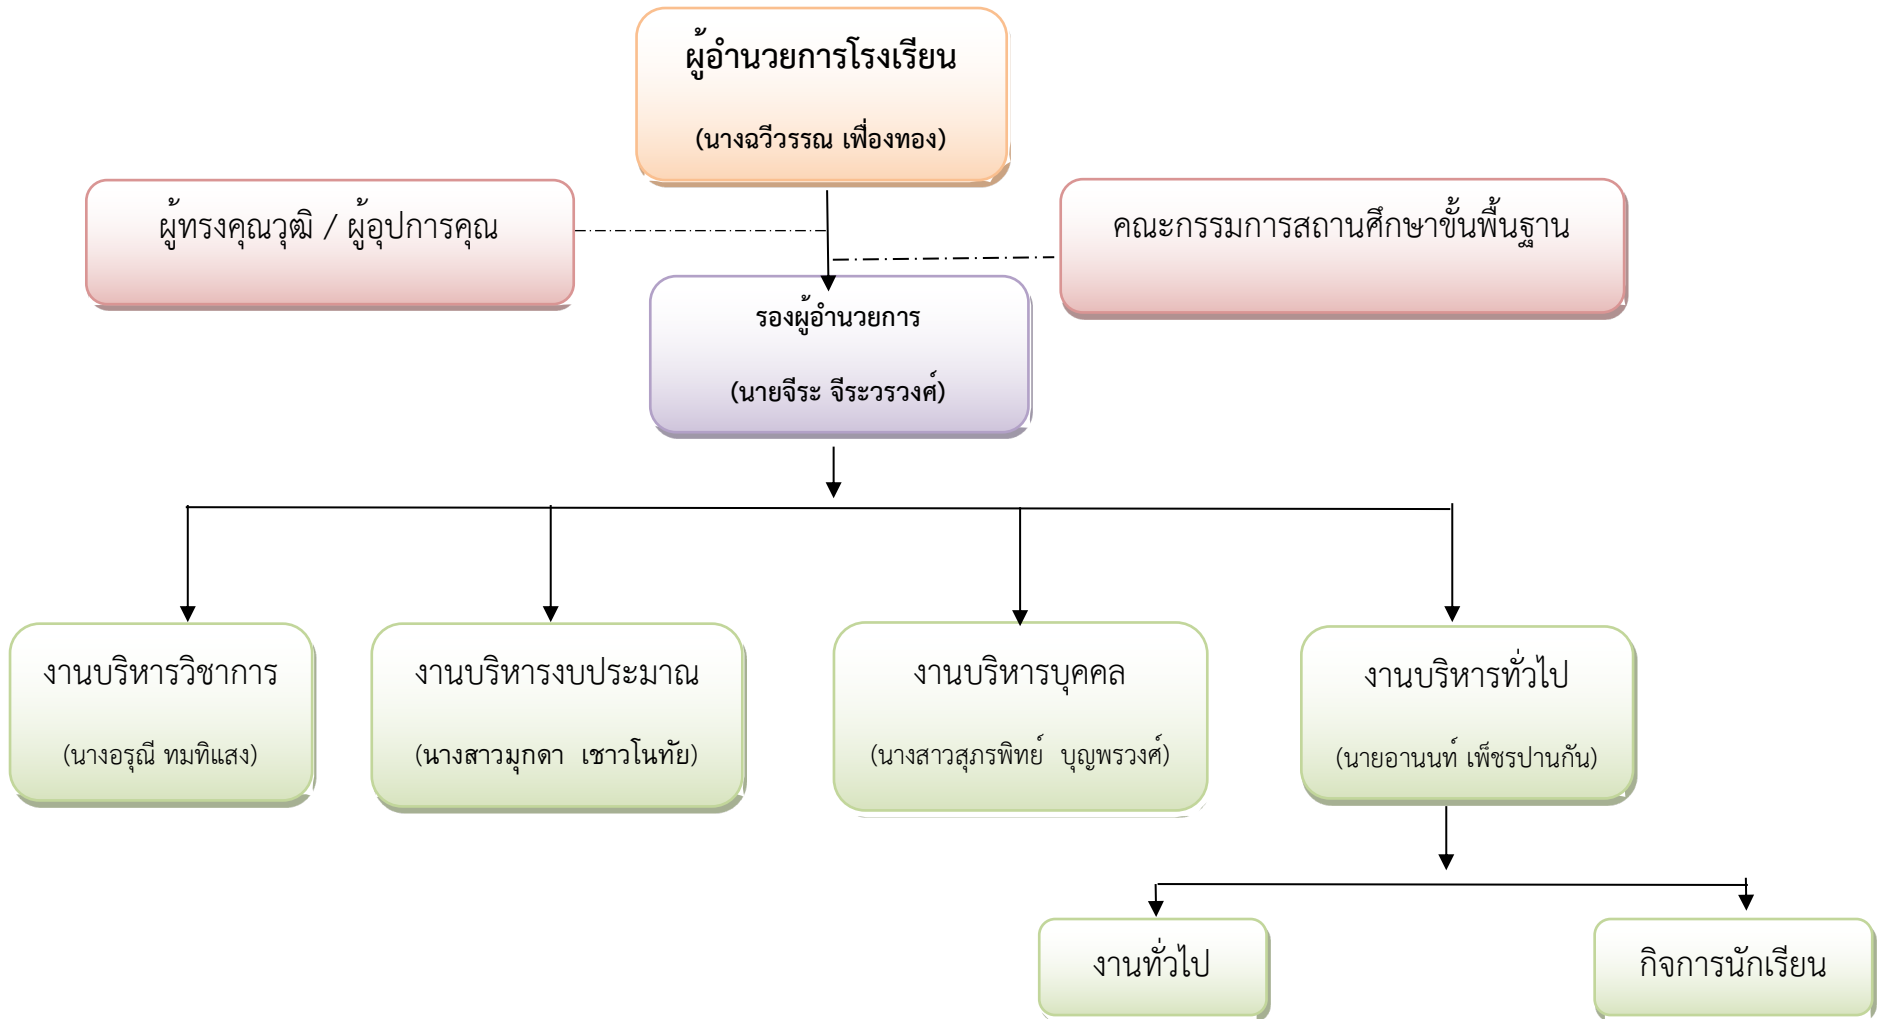 ผู้อำนวยการโรงเรียน
(นางฉวีวรรณ เฟื่องทอง)
ผู้ทรงคุณวุฒิ / ผู้อุปการคุณ
คณะกรรมการสถานศึกษาขั้นพื้นฐาน
รองผู้อำนวยการ
(นายจีระ จีระวรวงศ์)
งานบริหารวิชาการ
(นางอรุณี ทมทิแสง)
งานบริหารงบประมาณ
(นางสาวมุกดา เชาวโนทัย)
งานบริหารบุคคล
(นางสาวสุภรพิทย์ บุญพรวงศ์)
งานบริหารทั่วไป
(นายอานนท์ เพ็ชรปานกัน)
งานทั่วไป
กิจการนักเรียน